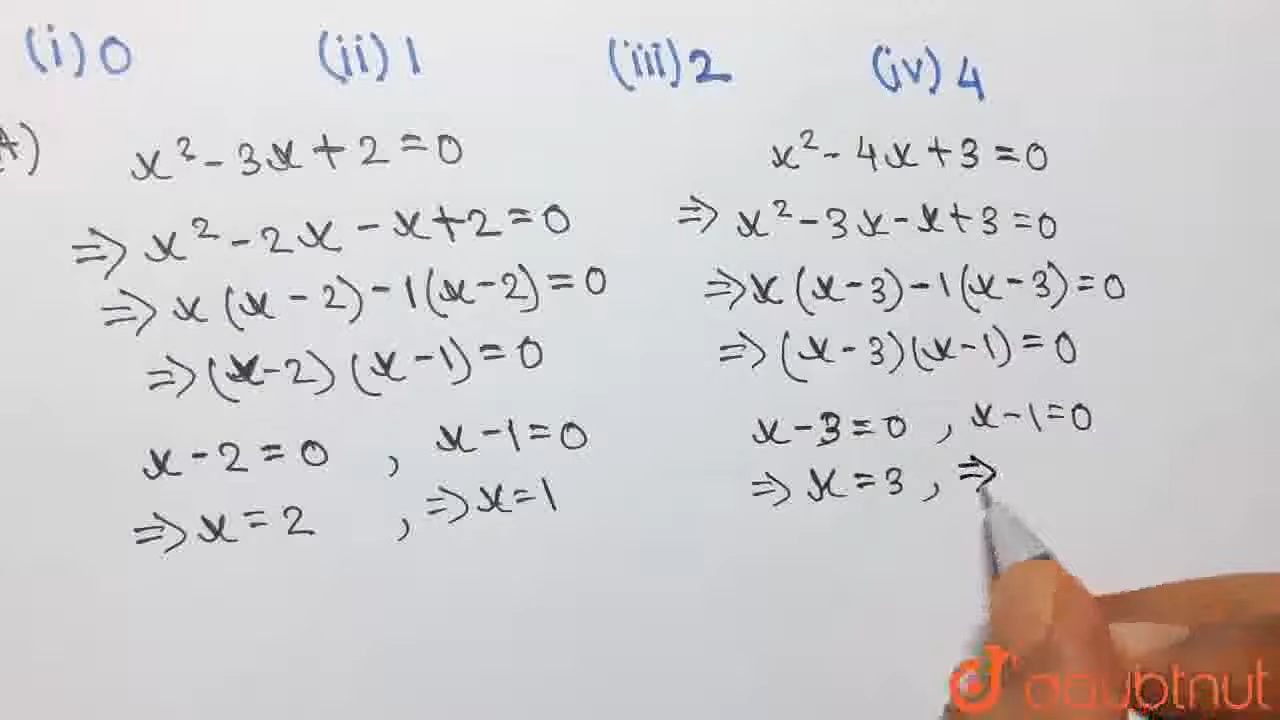 (i) 0 (ii) 1 (iii) 2 (iv) 4
A) x² - 3x + 2 = 0
⇒ x² - 2x - x + 2 = 0
⇒ x (x - 2) - 1 (x - 2) = 0
⇒ (x - 2) (x - 1) = 0
x - 2 = 0 , x - 1 = 0
⇒ x = 2 , ⇒ x = 1
x² - 4x + 3 = 0
⇒ x² - 3x - x + 3 = 0
⇒ x (x - 3) - 1 (x - 3) = 0
⇒ (x - 3) (x - 1) = 0
x - 3 = 0 , x - 1 = 0
⇒ x = 3 , ⇒
doubtnut